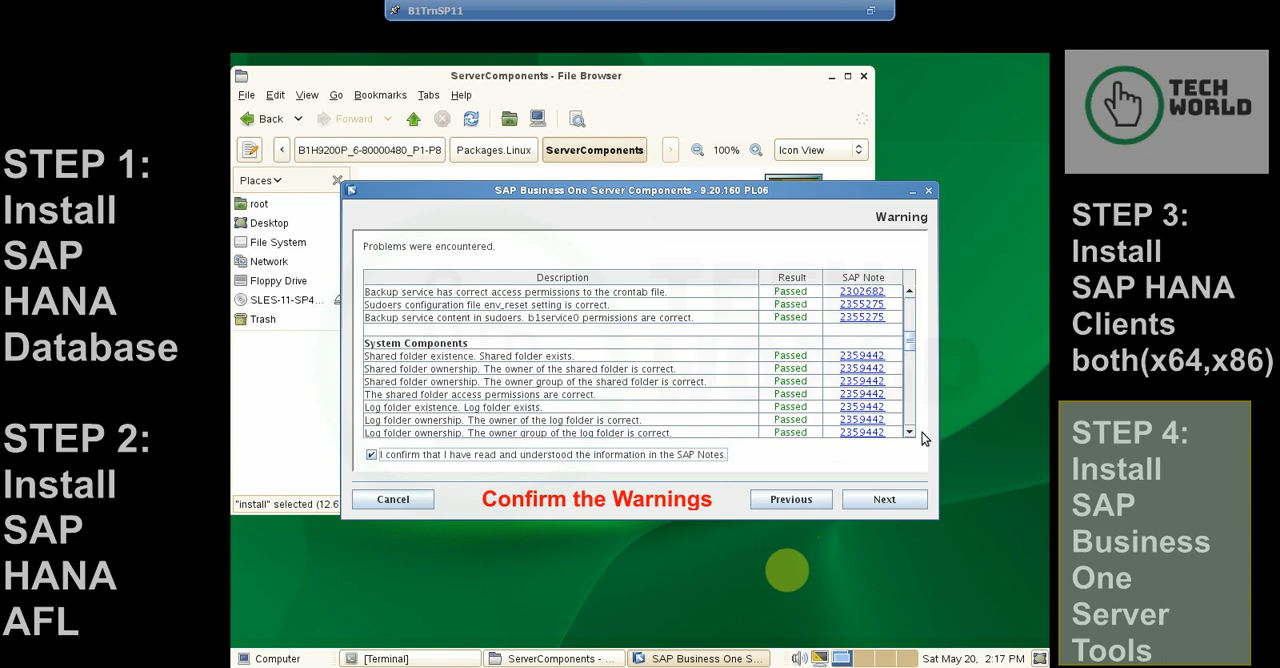 B1TrnSP11
STEP 1:
Install
SAP
HANA
Database
STEP 2:
Install
SAP
HANA
AFL
ServerComponents - File Browser
File Edit View Go Bookmarks Tabs Help
Back Forward
B1H9200P_6-80000480_P1-P8 Packages.Linux ServerComponents 100% Icon View
Places
root
Desktop
File System
Network
Floppy Drive
SLES-11-SP4...
Trash
"install" selected (12.6
SAP Business One Server Components - 9.20.160 PL06
Warning
Problems were encountered.
Description Result SAP Note
Backup service has correct access permissions to the crontab file. Passed 2302682
Sudoers configuration file env_reset setting is correct. Passed 2355275
Backup service content in sudoers. b1service0 permissions are correct. Passed 2355275
System Components
Shared folder existence. Shared folder exists. Passed 2359442
Shared folder ownership. The owner of the shared folder is correct. Passed 2359442
Shared folder ownership. The owner group of the shared folder is correct. Passed 2359442
The shared folder access permissions are correct. Passed 2359442
Log folder existence. Log folder exists. Passed 2359442
Log folder ownership. The owner of the log folder is correct. Passed 2359442
Log folder ownership. The owner group of the log folder is correct. Passed 2359442
I confirm that I have read and understood the information in the SAP Notes.
Cancel Confirm the Warnings Previous Next
Computer [Terminal] ServerComponents - ... SAP Business One S... Sat May 20, 2:17 PM
TECH
WORLD
STEP 3:
Install
SAP HANA
Clients
both(x64,x86)
STEP 4:
Install
SAP
Business
One
Server
Tools